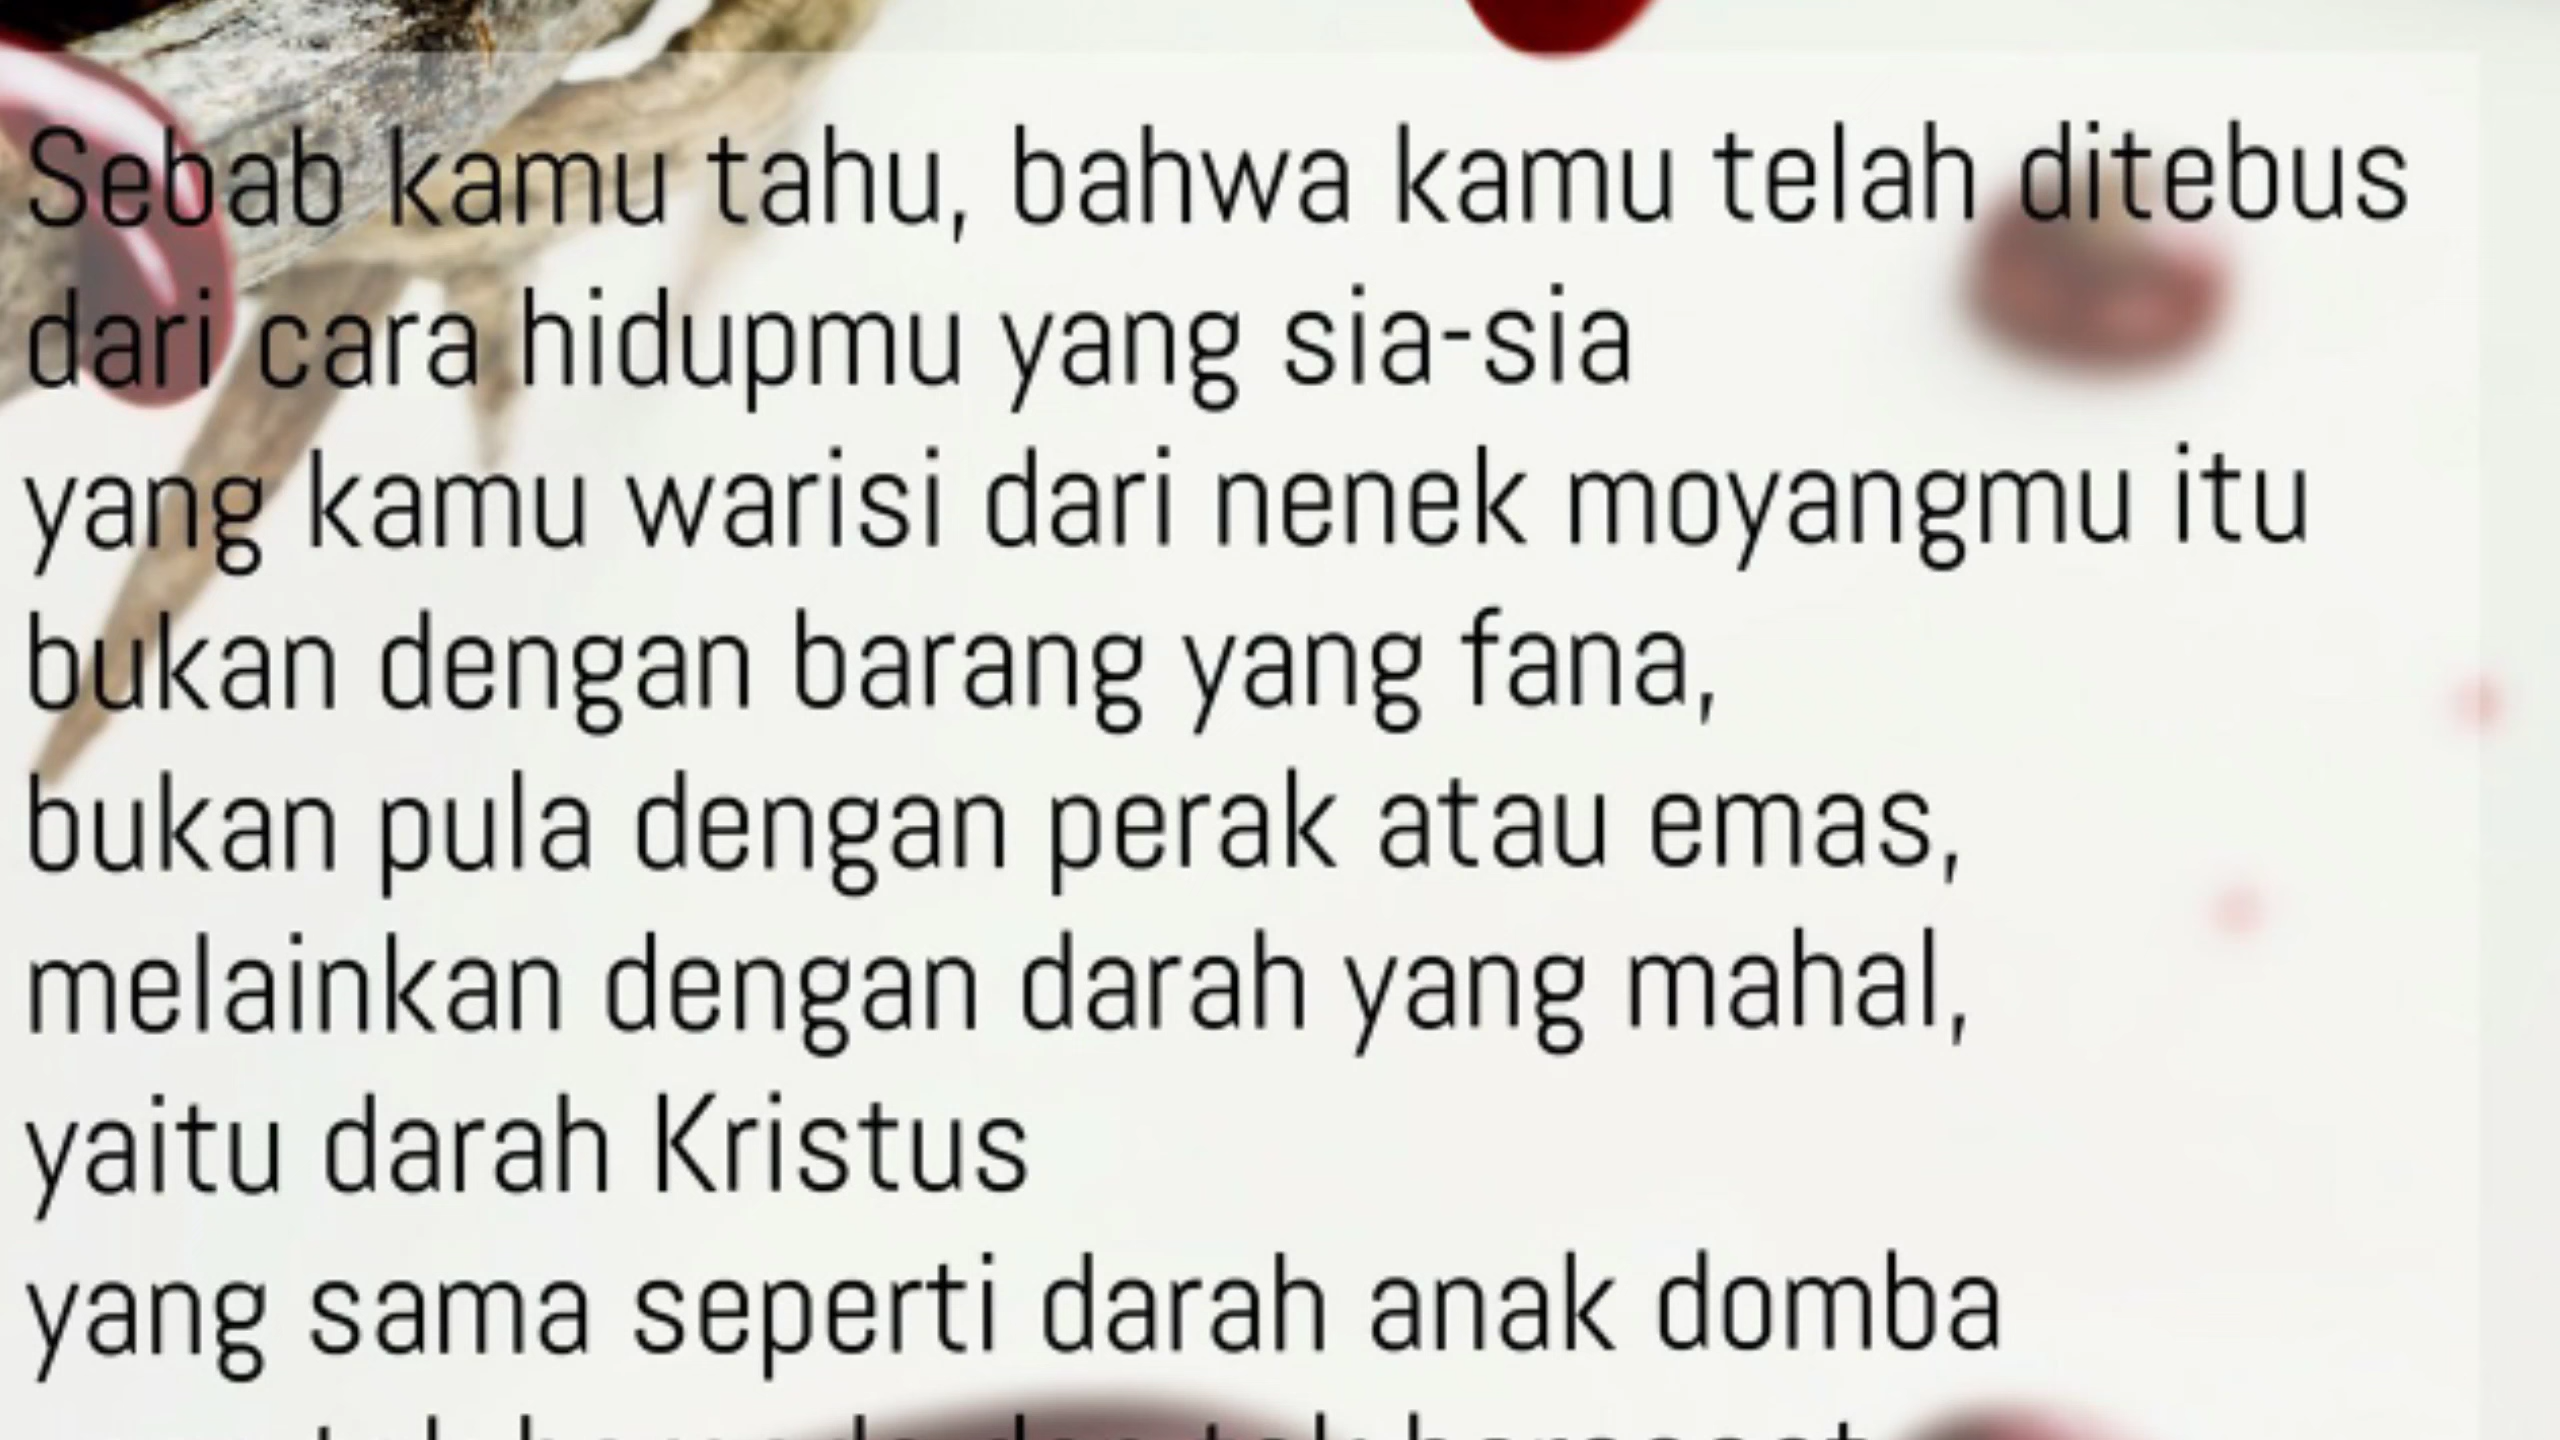 Sebab kamu tahu, bahwa kamu telah ditebus
dari cara hidupmu yang sia-sia
yang kamu warisi dari nenek moyangmu itu
bukan dengan barang yang fana,
bukan pula dengan perak atau emas,
melainkan dengan darah yang mahal,
yaitu darah Kristus
yang sama seperti darah anak domba